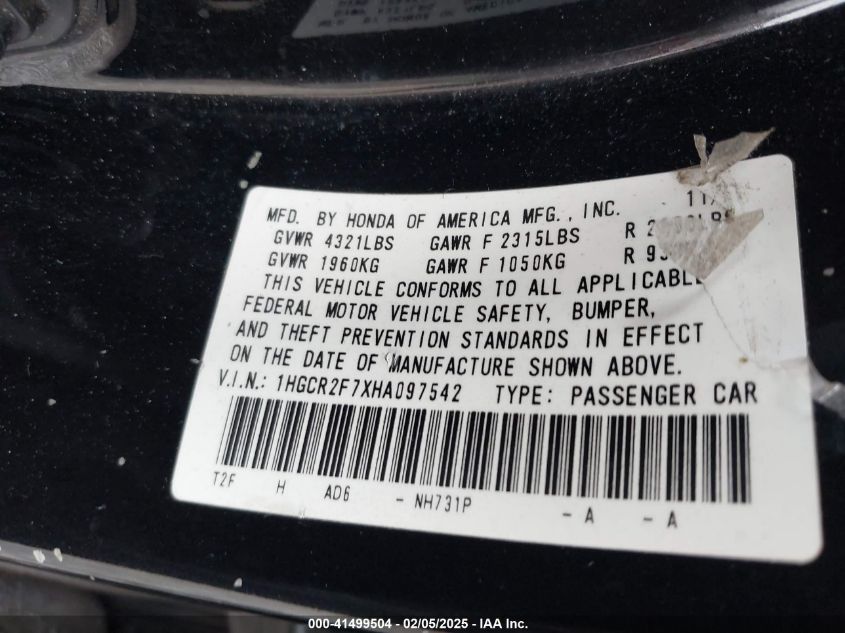 MFD. BY HONDA OF AMERICA MFG., INC. 11/
GVWR 4321LBS GAWR F 2315LBS R
GVWR 1960KG GAWR F 1050KG R
THIS VEHICLE CONFORMS TO ALL APPLICABLE
FEDERAL MOTOR VEHICLE SAFETY, BUMPER,
AND THEFT PREVENTION STANDARDS IN EFFECT
ON THE DATE OF MANUFACTURE SHOWN ABOVE.
V.I.N.: 1HGCR2F7XHA097542 TYPE: PASSENGER CAR
T2F H AD6 - NH731P - A - A
000-41499504 - 02/05/2025 - IAA Inc.